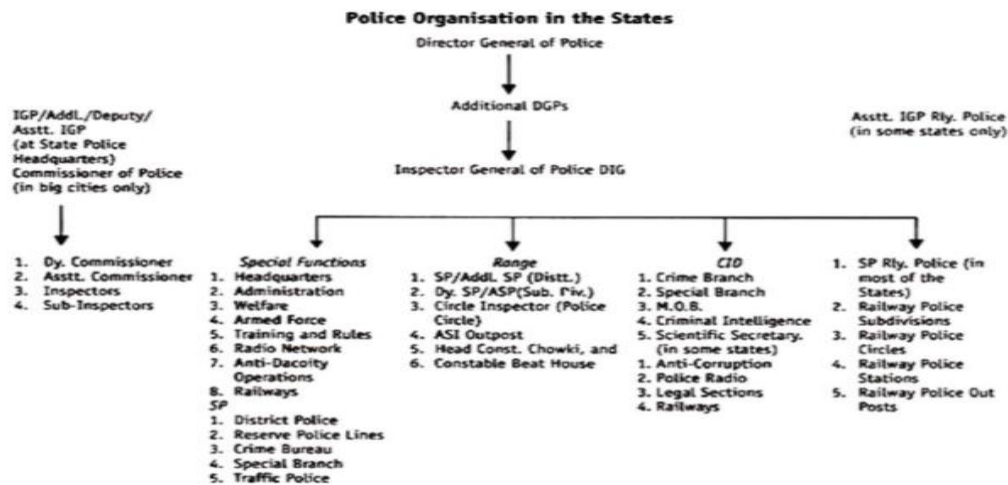 Police Organisation in the States
Director General of Police
Additional DGPs
Inspector General of Police DIG
IGP/Addl./Deputy/
Asstt. IGP
(at State Police
Headquarters}
Commissioner of Police
(in big cities only)
Asstt. IGP Rly. Police
(in some states only)
1. Dy. Commissioner
2. Asstt. Commissioner
3. Inspectors
4. Sub-Inspectors
Special Functions
1. Headquarters
2. Administration
3. Welfare
4. Armed Force
5. Training and Rules
6. Radio Network
7. Anti-Dacoity
Operations
8. Railways
SP
1. District Police
2. Reserve Police Lines
3. Crime Bureau
4. Special Branch
5. Traffic Police
Range
1. SP/Addl. SP (Distt.)
2. Dy. SP/ASP(Sub. Div.)
3. Circle Inspector (Police
Circle)
4. ASI Outpost
5. Head Const. Chowki, and
6. Constable Beat House
CID
1. Crime Branch
2. Special Branch
3. M.O.B.
4. Criminal Intelligence
5. Scientific Secretary.
(in some states)
1. Anti-Corruption
2. Police Radio
3. Legal Sections
4. Railways
1. SP Rly. Police (in
most of the
States)
2. Railway Police
Subdivisions
3. Railway Police
Circles
4. Railway Police
Stations
5. Railway Police Out
Posts